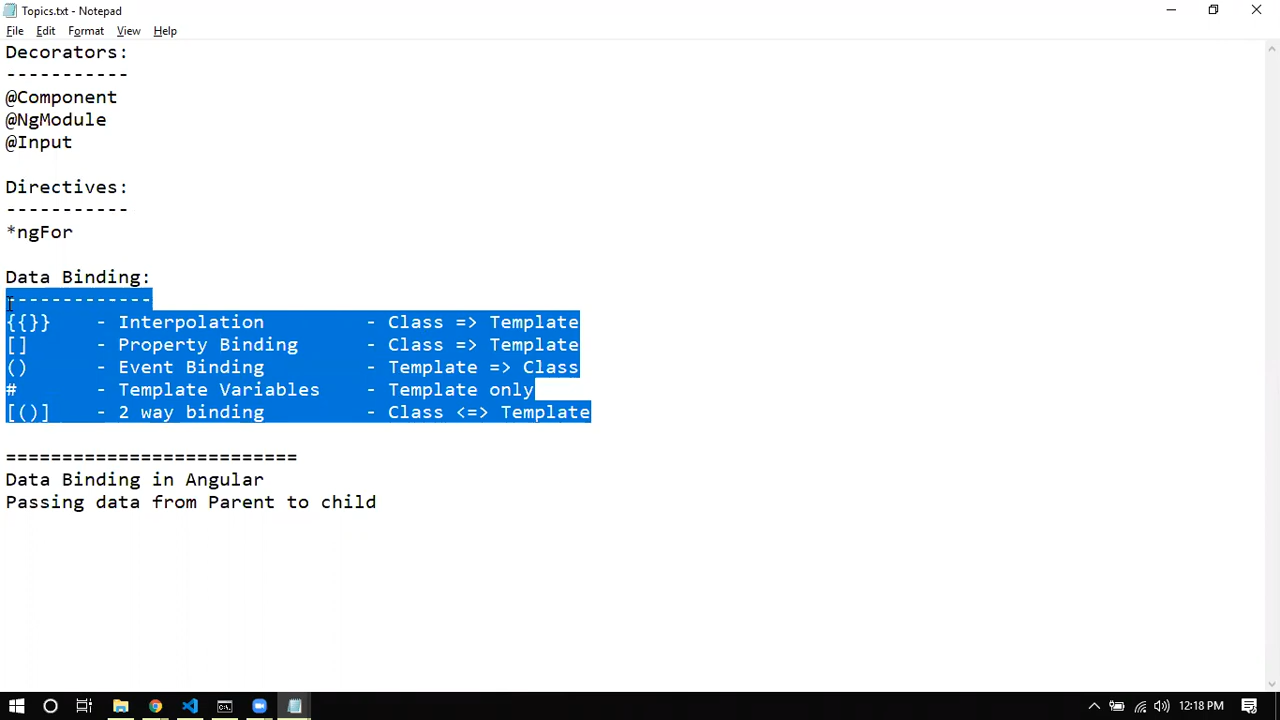 Topics.txt - Notepad
File Edit Format View Help
Decorators:
-----------
@Component
@NgModule
@Input
Directives:
-----------
*ngFor
Data Binding:
-------------
{{}} - Interpolation - Class => Template
[] - Property Binding - Class => Template
() - Event Binding - Template => Class
# - Template Variables - Template only
[()] - 2 way binding - Class <=> Template
==========================
Data Binding in Angular
Passing data from Parent to child
12:18 PM